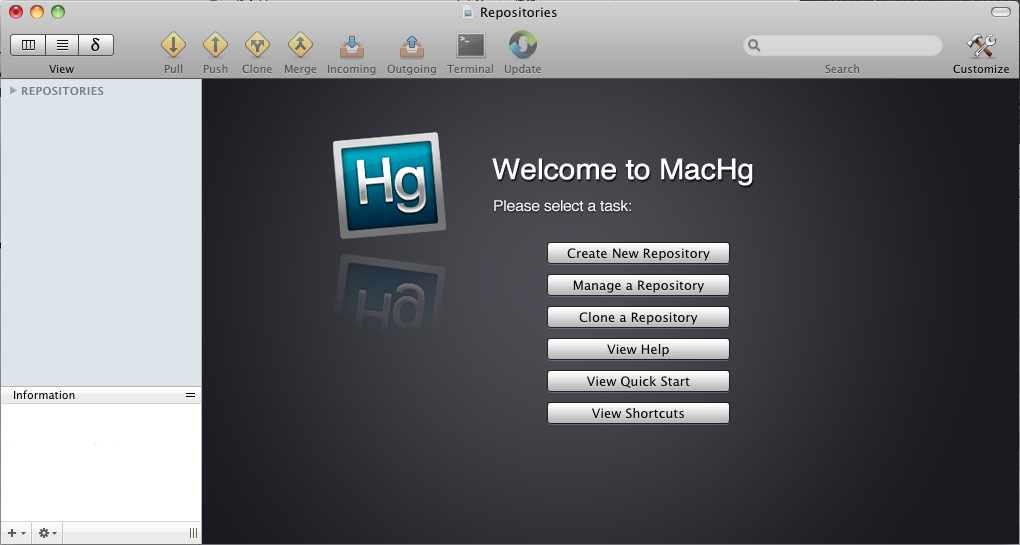 Repositories
δ
View
Pull
Push
Clone
Merge
Incoming
Outgoing
Terminal
Update
Search
Customize
REPOSITORIES
Hg
Welcome to MacHg
Please select a task:
Create New Repository
Manage a Repository
Clone a Repository
View Help
View Quick Start
View Shortcuts
Information